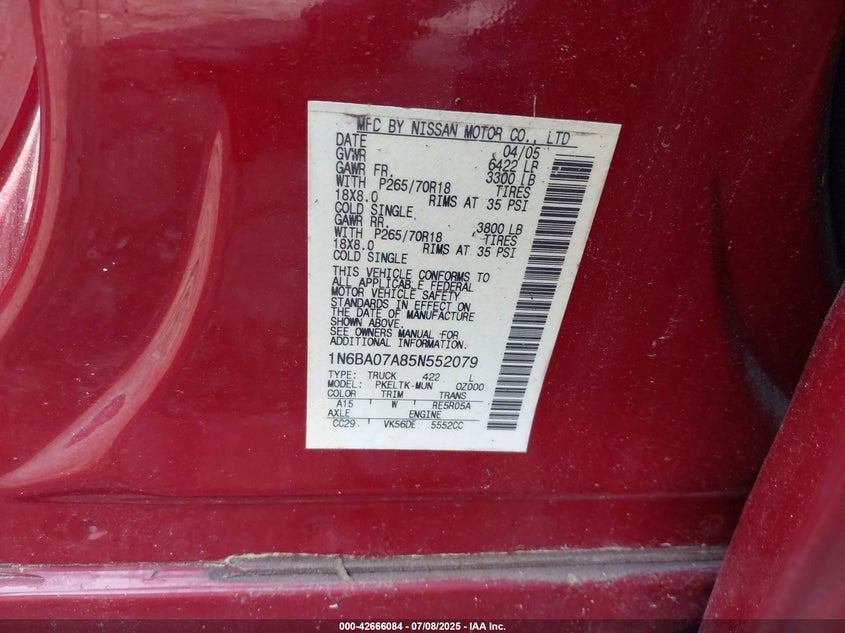 MFC BY NISSAN MOTOR CO., LTD
DATE 04/05
GVWR 6422 LB
GAWR FR. 3300 LB
WITH P265/70R18 TIRES
18X8.0 RIMS AT 35 PSI
COLD SINGLE
GAWR RR. 3800 LB
WITH P265/70R18 TIRES
18X8.0 RIMS AT 35 PSI
COLD SINGLE
THIS VEHICLE CONFORMS TO
ALL APPLICABLE FEDERAL
MOTOR VEHICLE SAFETY
STANDARDS IN EFFECT ON
THE DATE OF MANUFACTURE
SHOWN ABOVE.
SEE OWNERS MANUAL FOR
ADDITIONAL INFORMATION.
1N6BA07A85N552079
TYPE: TRUCK 422 L
MODEL: PKELTK-MUN 0Z000
COLOR TRIM TRANS
A15 W RE5R05A
AXLE ENGINE
CC29 VK56DE 5552CC
000-42666084 - 07/08/2025 - IAA Inc.